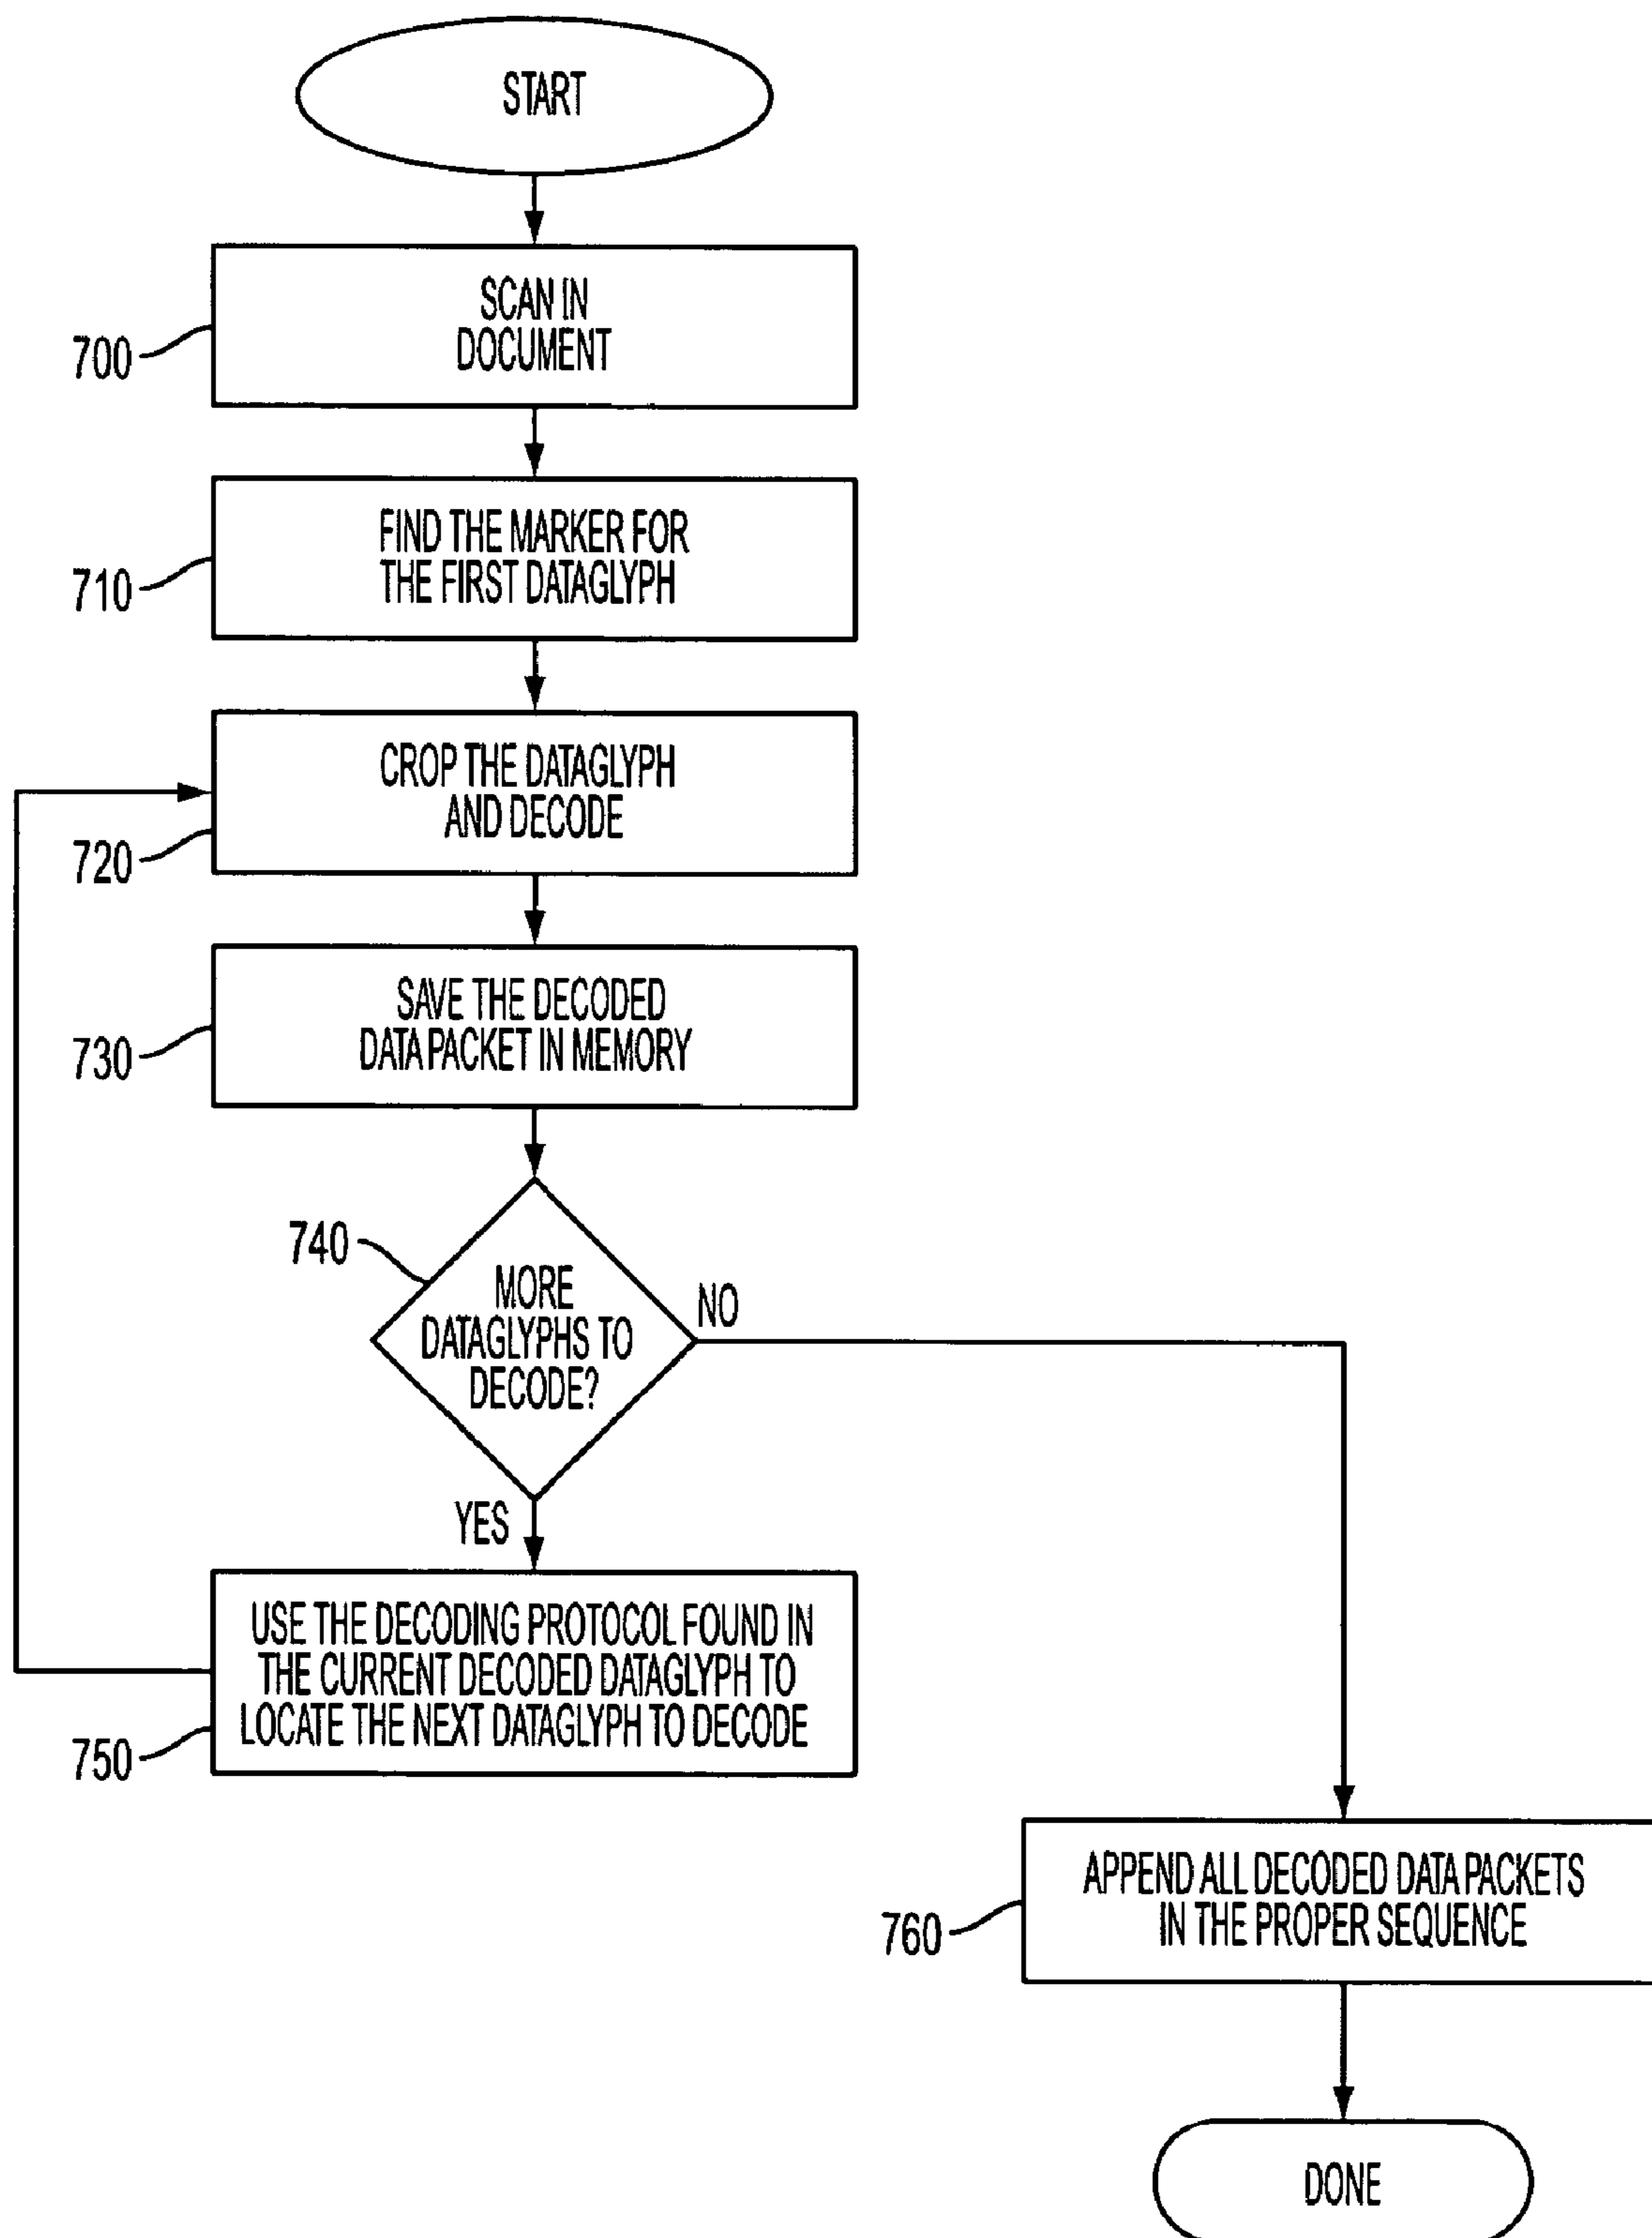 START
SCAN IN
DOCUMENT
700
FIND THE MARKER FOR
THE FIRST DATAGLYPH
710
CROP THE DATAGLYPH
AND DECODE
720
SAVE THE DECODED
DATA PACKET IN MEMORY
730
740
MORE
DATAGLYPHS TO
DECODE?
NO
YES
USE THE DECODING PROTOCOL FOUND IN
THE CURRENT DECODED DATAGLYPH TO
LOCATE THE NEXT DATAGLYPH TO DECODE
750
APPEND ALL DECODED DATA PACKETS
IN THE PROPER SEQUENCE
760
DONE